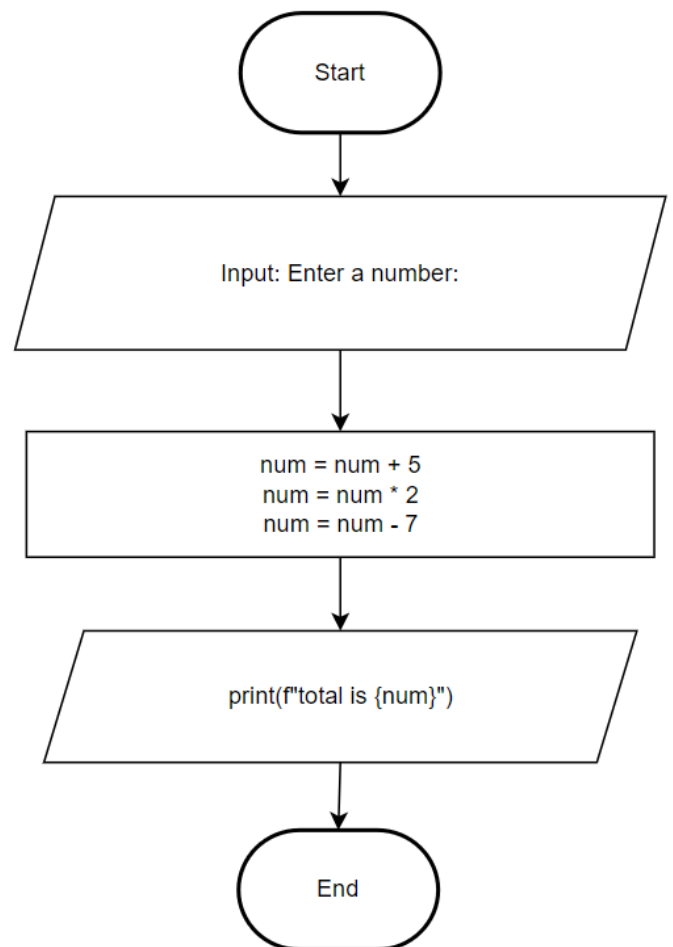 Start
Input: Enter a number:
num = num + 5
num = num * 2
num = num - 7
print(f"total is {num}")
End